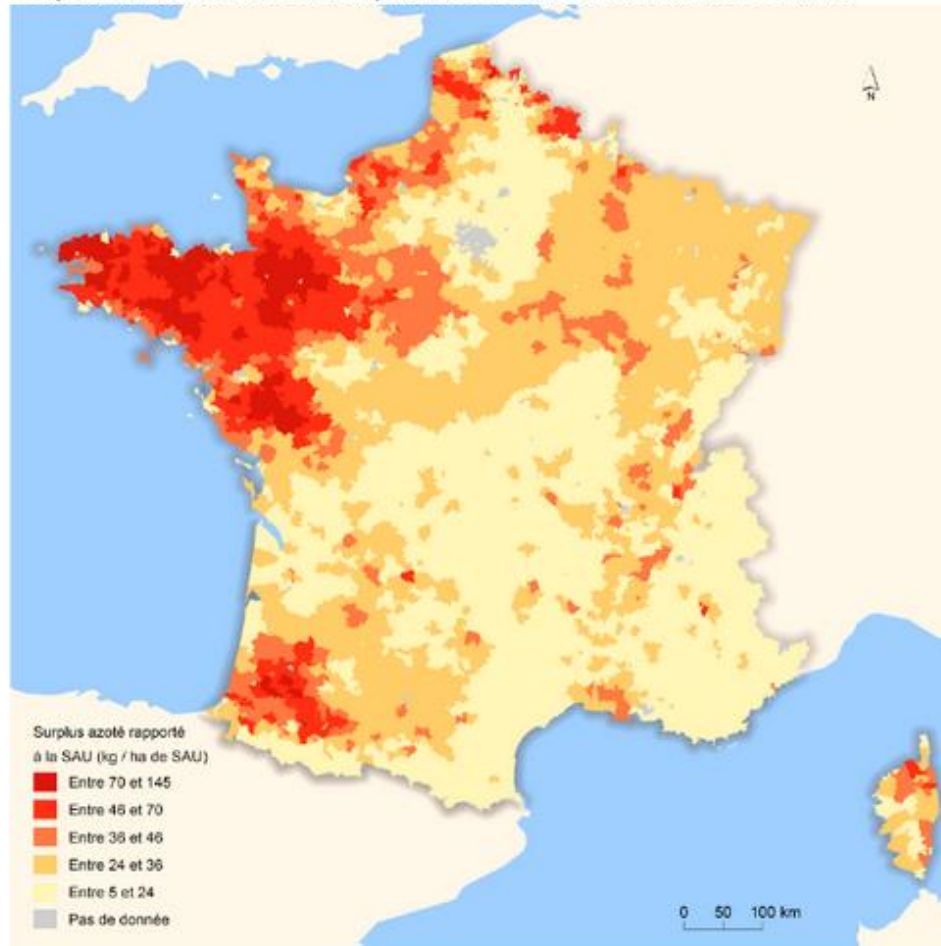 N
Surplus azoté rapporté
à la SAU (kg / ha de SAU)
Entre 70 et 145
Entre 46 et 70
Entre 36 et 46
Entre 24 et 36
Entre 5 et 24
Pas de donnée
0 50 100 km